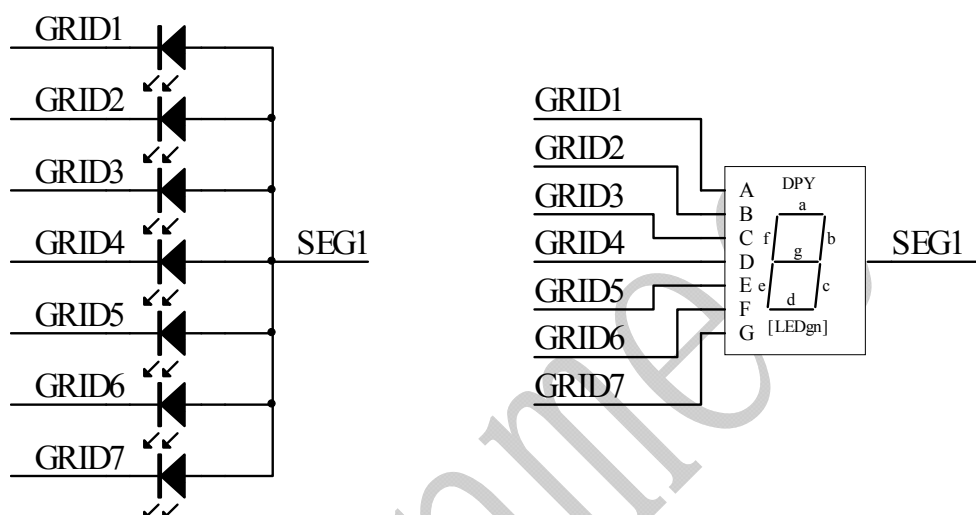 GRID1
GRID2
GRID3
GRID4
GRID5
GRID6
GRID7
SEG1
GRID1
GRID2
GRID3
GRID4
GRID5
GRID6
GRID7
A
B
C
D
E
F
G
DPY
a
f
b
g
e
c
d
[LEDgn]
SEG1